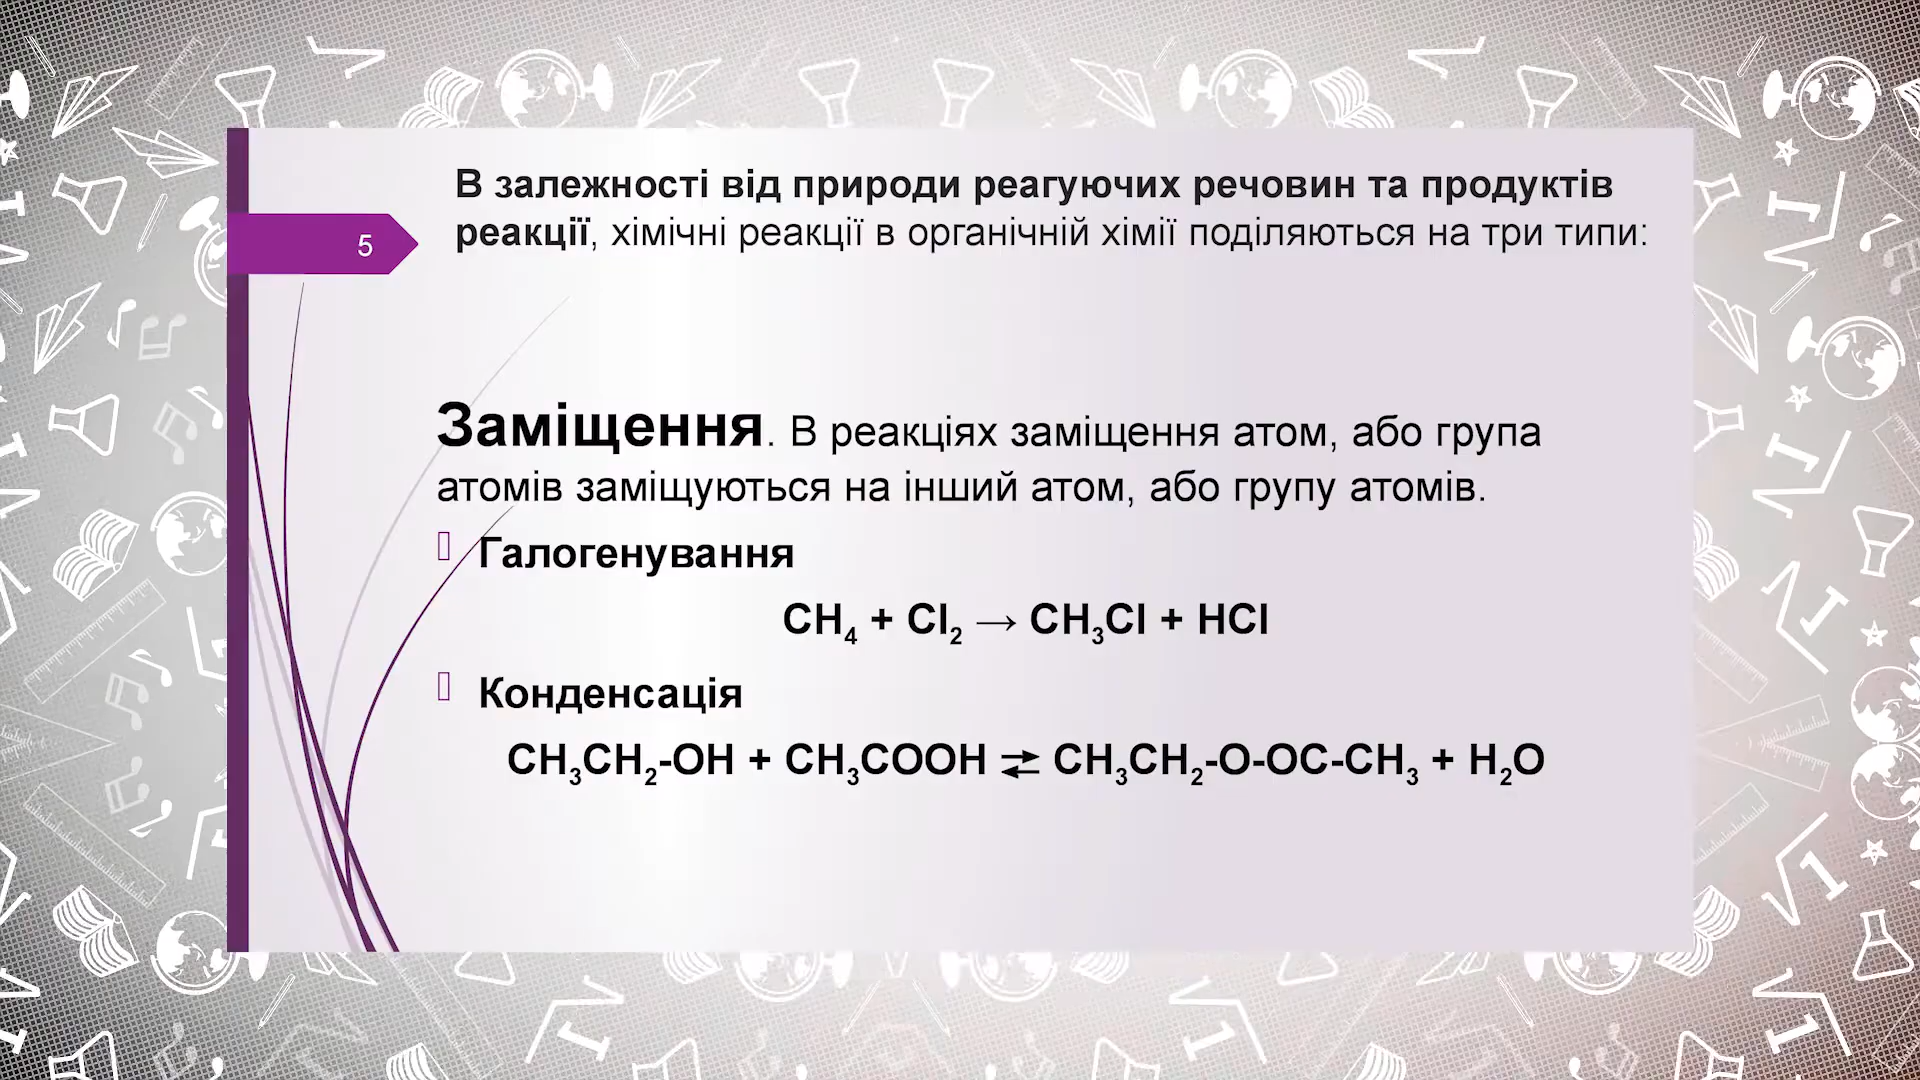 В залежності від природи реагуючих речовин та продуктів
реакції, хімічні реакції в органічній хімії поділяються на три типи:
5
Заміщення. В реакціях заміщення атом, або група
атомів заміщуються на інший атом, або групу атомів.
Галогенування
CH₄ + Cl₂ → CH₃Cl + HCl
Конденсація
CH₃CH₂-OH + CH₃COOH ⇄ CH₃CH₂-O-OC-CH₃ + H₂O